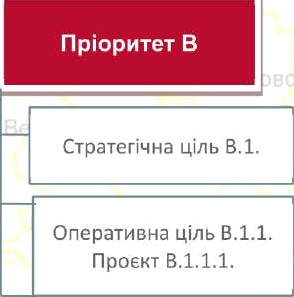 Пріоритет В
Стратегічна ціль В.1.
Оперативна ціль В.1.1.
Проєкт В.1.1.1.